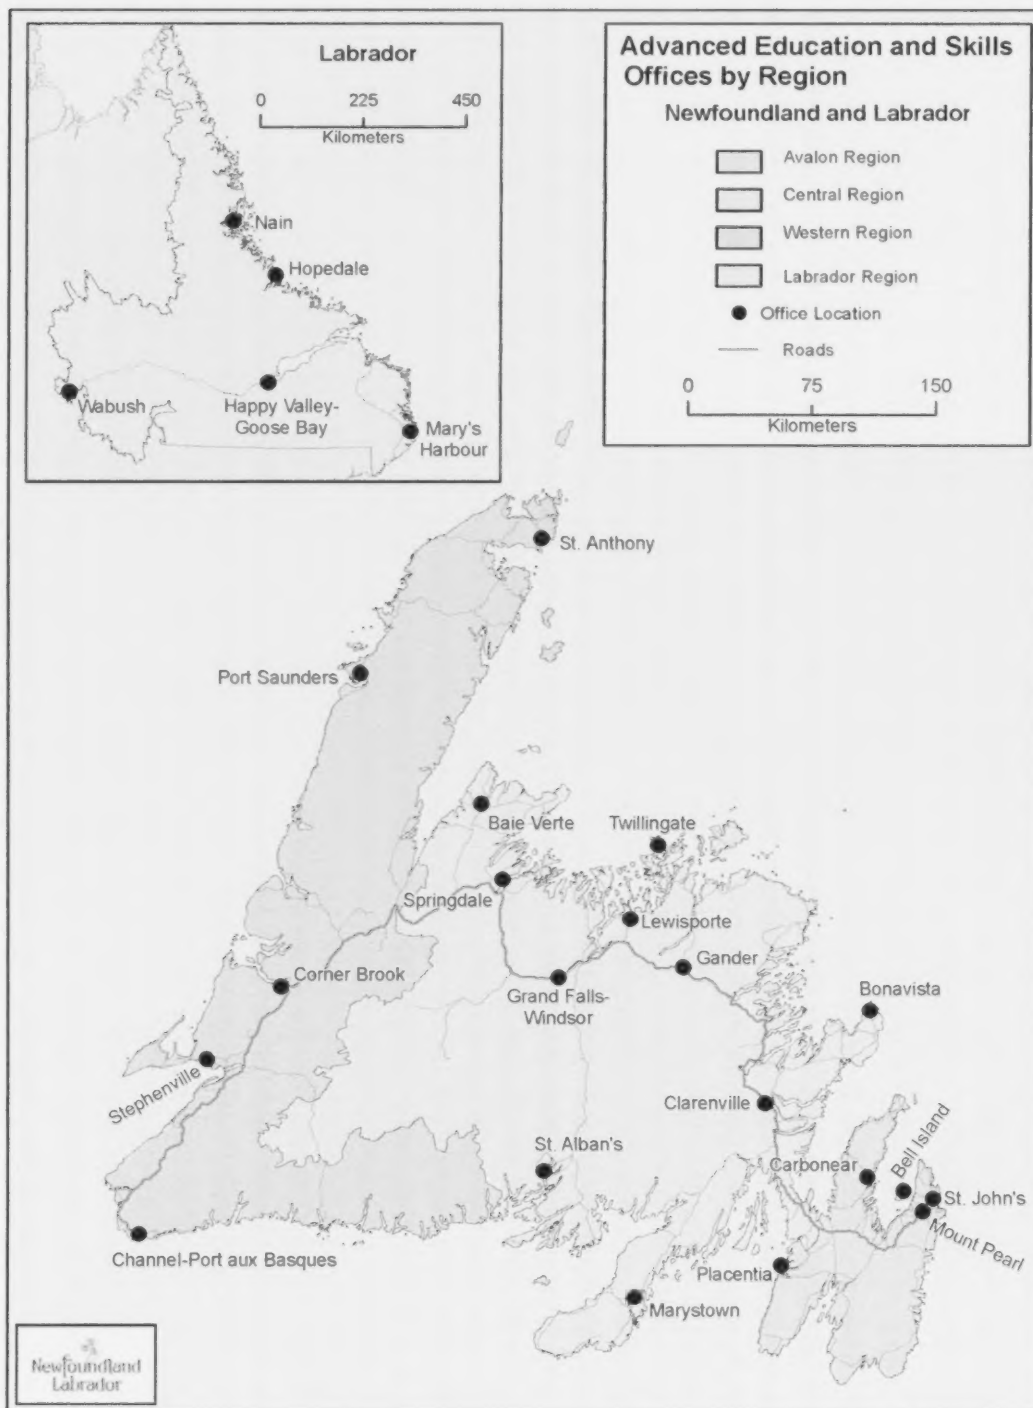 Labrador
0 225 450
Kilometers
Nain
Hopedale
Wabush
Happy Valley-
Goose Bay
Mary's
Harbour
Advanced Education and Skills
Offices by Region
Newfoundland and Labrador
Avalon Region
Central Region
Western Region
Labrador Region
Office Location
Roads
0 75 150
Kilometers
St. Anthony
Port Saunders
Baie Verte
Twillingate
Springdale
Lewisporte
Corner Brook
Gander
Grand Falls-
Windsor
Bonavista
Stephenville
Clarenville
St. Alban's
Carbonear
Bell Island
St. John's
Mount Pearl
Channel-Port aux Basques
Placentia
Marystown
Newfoundland
Labrador